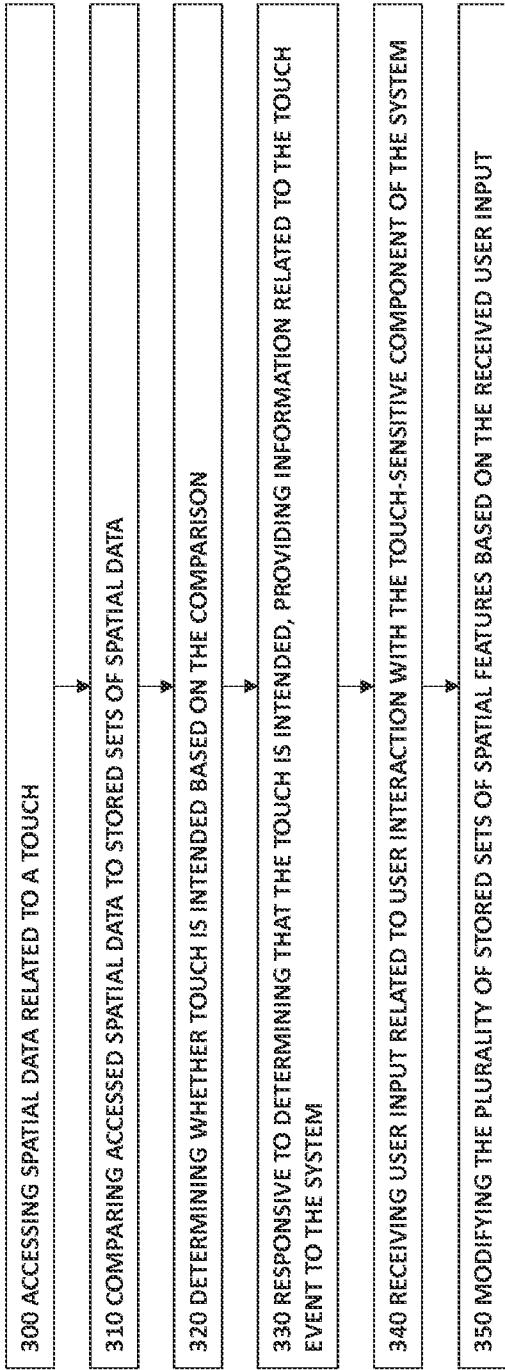 300 ACCESSING SPATIAL DATA RELATED TO A TOUCH
310 COMPARING ACCESSED SPATIAL DATA TO STORED SETS OF SPATIAL DATA
320 DETERMINING WHETHER TOUCH IS INTENDED BASED ON THE COMPARISON
330 RESPONSIVE TO DETERMINING THAT THE TOUCH IS INTENDED, PROVIDING INFORMATION RELATED TO THE TOUCH
EVENT TO THE SYSTEM
340 RECEIVING USER INPUT RELATED TO USER INTERACTION WITH THE TOUCH-SENSITIVE COMPONENT OF THE SYSTEM
350 MODIFYING THE PLURALITY OF STORED SETS OF SPATIAL FEATURES BASED ON THE RECEIVED USER INPUT